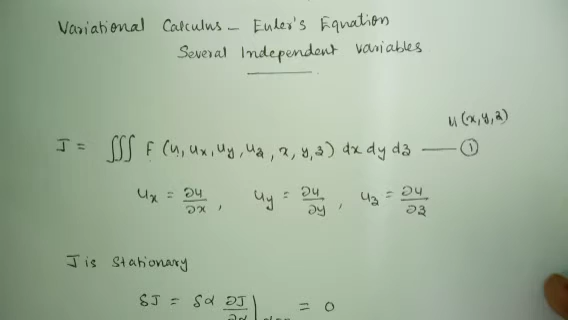 Variational Calculus – Euler's Equation
Several Independent variables
u(x,y,z)
J = ∭ F (u, ux, uy, uz, x, y, z) dx dy dz —— ①
ux = ∂u/∂x, uy = ∂u/∂y, uz = ∂u/∂z
J is stationary
δJ = δα ∂J/∂α | = 0